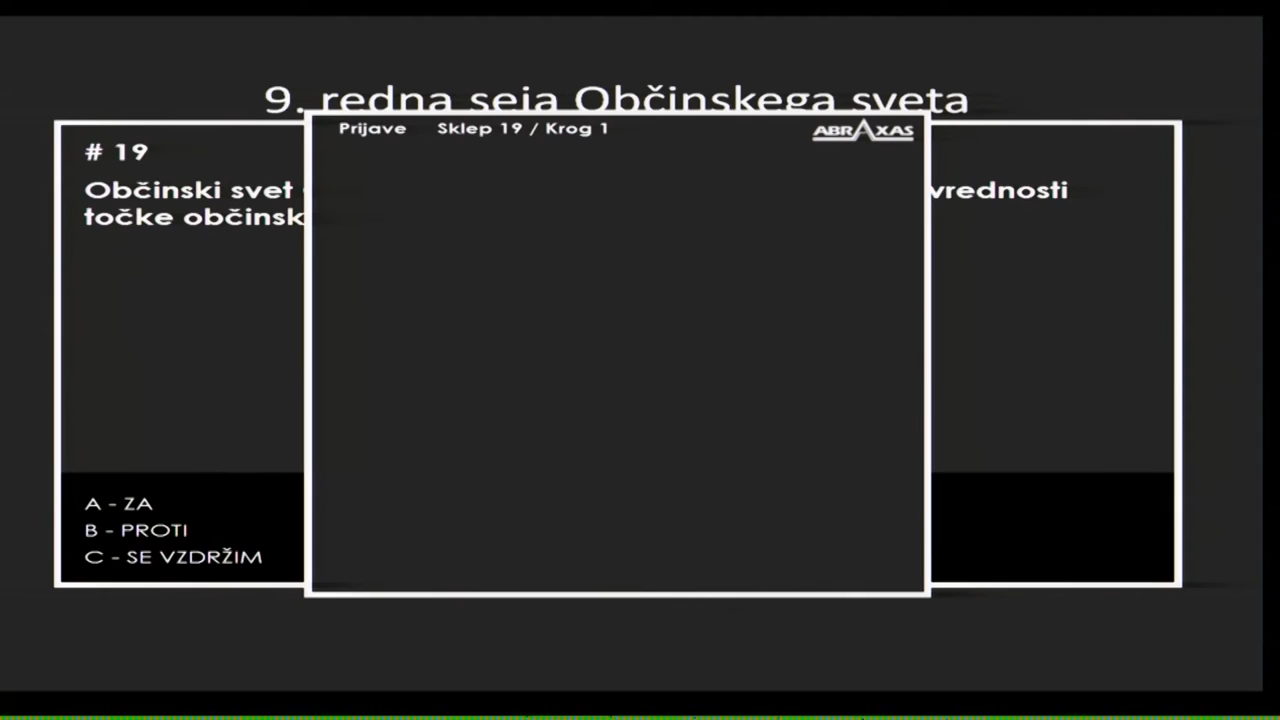 9. redna seja Občinskega sveta
Prijave Sklep 19 / Krog 1
ABRAXAS
# 19
Občinski svet
vrednosti
točke
A - ZA
B - PROTI
C - SE VZDRŽIM